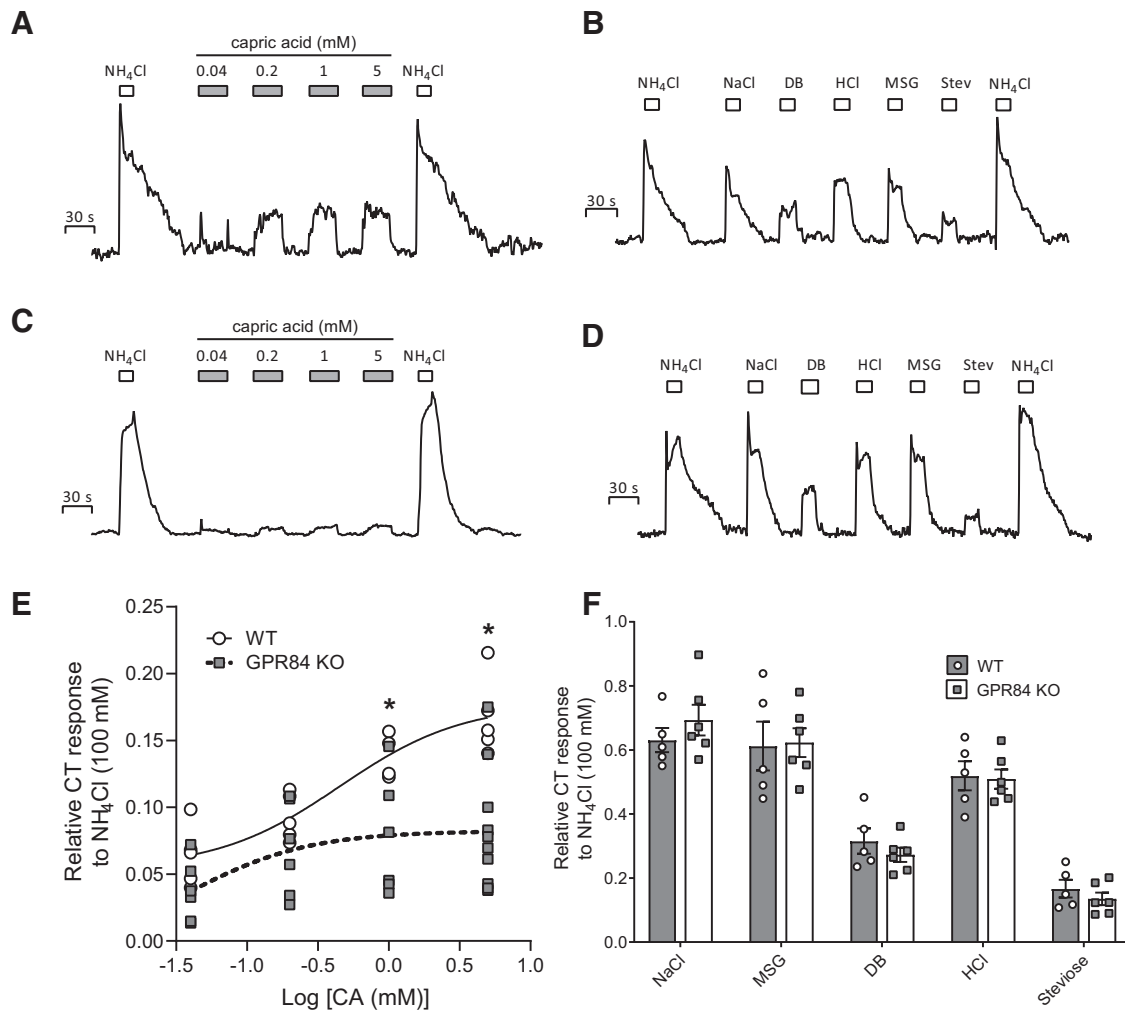 A
capric acid (mM)
NH₄Cl 0.04 0.2 1 5 NH₄Cl
30 s
B
NH₄Cl NaCl DB HCl MSG Stev NH₄Cl
30 s
C
capric acid (mM)
NH₄Cl 0.04 0.2 1 5 NH₄Cl
30 s
D
NH₄Cl NaCl DB HCl MSG Stev NH₄Cl
30 s
E
Relative CT response
to NH₄Cl (100 mM)
0.25
0.20
0.15
0.10
0.05
0.00
WT
GPR84 KO
*
*
-1.5 -1.0 -0.5 0.0 0.5 1.0
Log [CA (mM)]
F
Relative CT response
to NH₄Cl (100 mM)
1.0
0.8
0.6
0.4
0.2
0.0
WT
GPR84 KO
NaCl MSG DB HCl Steviose